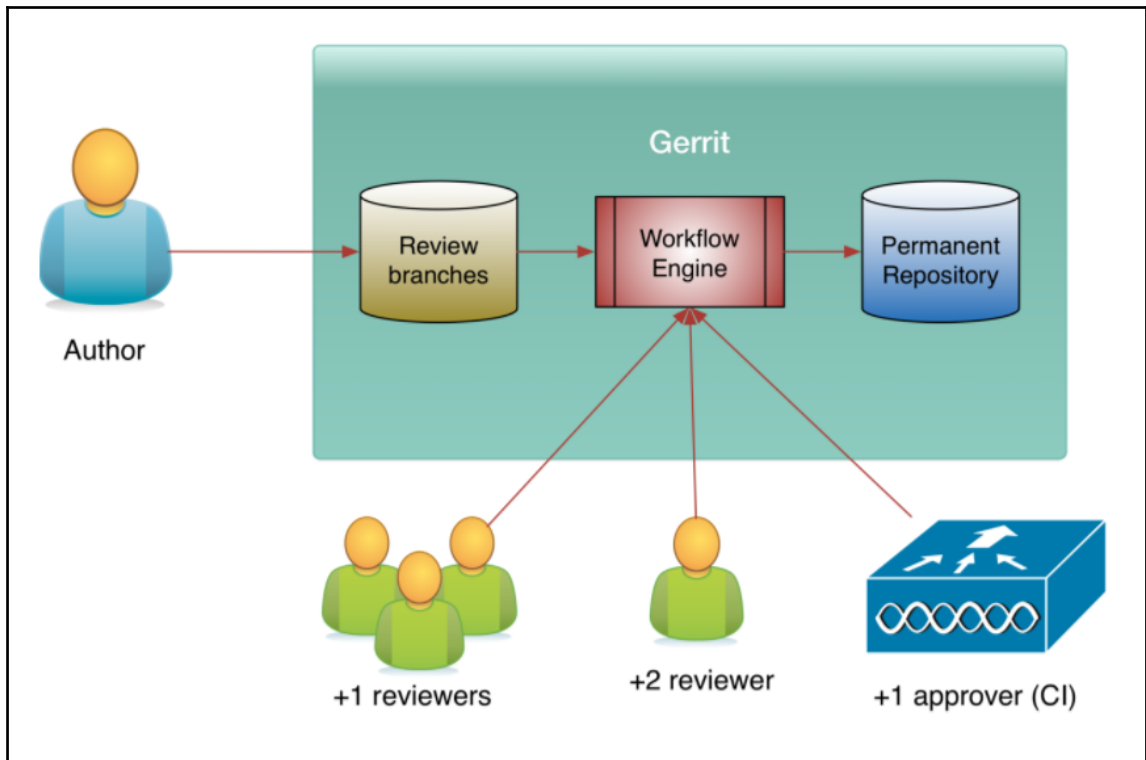 Gerrit
Review
branches
Workflow
Engine
Permanent
Repository
Author
+1 reviewers
+2 reviewer
+1 approver (CI)